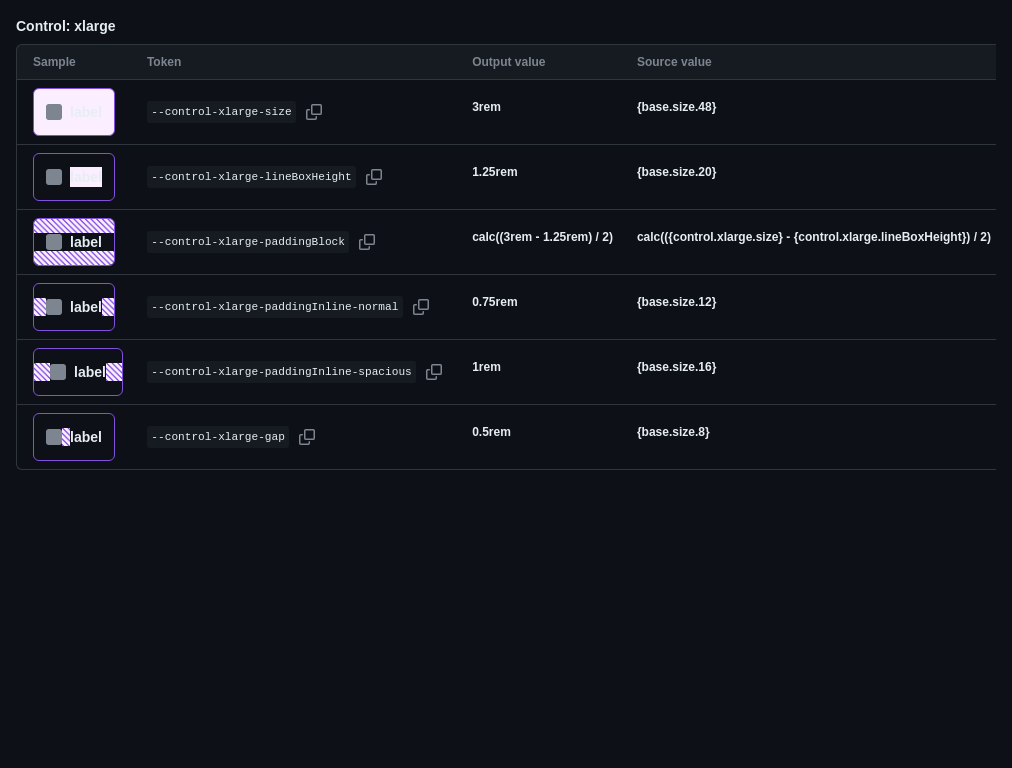 Control: xlarge
Sample Token Output value Source value
label --control-xlarge-size 3rem {base.size.48}
label --control-xlarge-lineBoxHeight 1.25rem {base.size.20}
label --control-xlarge-paddingBlock calc((3rem - 1.25rem) / 2) calc(({control.xlarge.size} - {control.xlarge.lineBoxHeight}) / 2)
label --control-xlarge-paddingInline-normal 0.75rem {base.size.12}
label --control-xlarge-paddingInline-spacious 1rem {base.size.16}
label --control-xlarge-gap 0.5rem {base.size.8}